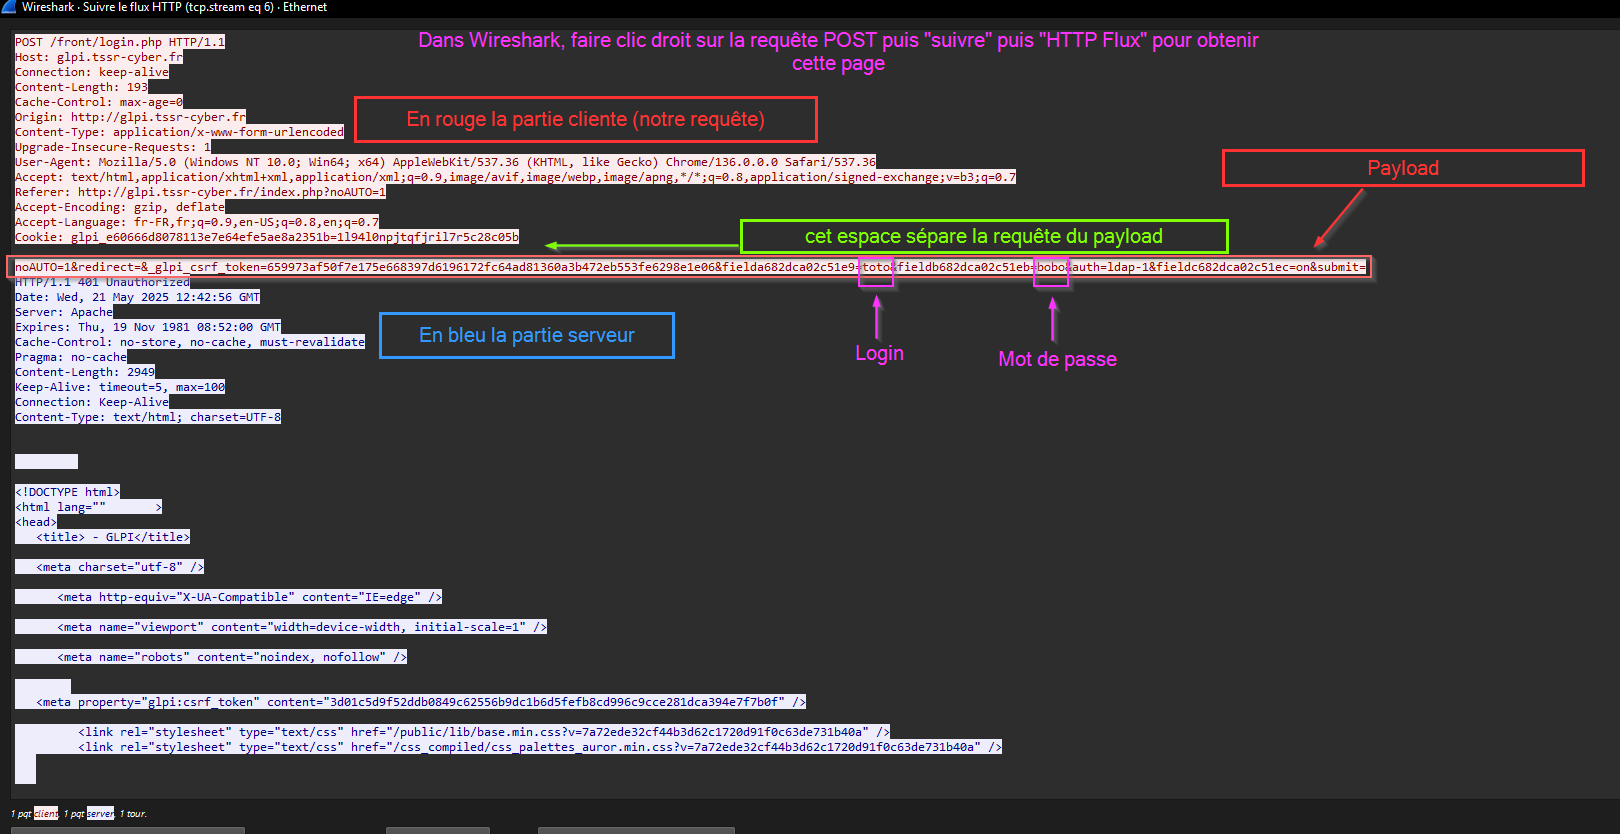 Wireshark · Suivre le flux HTTP (tcp.stream eq 6) · Ethernet
POST /front/login.php HTTP/1.1
Dans Wireshark, faire clic droit sur la requête POST puis "suivre" puis "HTTP Flux" pour obtenir
cette page
Host: glpi.tssr-cyber.fr
Connection: keep-alive
Content-Length: 193
Cache-Control: max-age=0
Origin: http://glpi.tssr-cyber.fr
En rouge la partie cliente (notre requête)
Content-Type: application/x-www-form-urlencoded
Upgrade-Insecure-Requests: 1
User-Agent: Mozilla/5.0 (Windows NT 10.0; Win64; x64) AppleWebKit/537.36 (KHTML, like Gecko) Chrome/136.0.0.0 Safari/537.36
Accept: text/html,application/xhtml+xml,application/xml;q=0.9,image/avif,image/webp,image/apng,*/*;q=0.8,application/signed-exchange;v=b3;q=0.7
Payload
Referer: http://glpi.tssr-cyber.fr/index.php?noAUTO=1
Accept-Encoding: gzip, deflate
Accept-Language: fr-FR,fr;q=0.9,en-US;q=0.8,en;q=0.7
Cookie: glpi_e60666d8078113e7e64efe5ae8a2351b=1l94l0npjtqfjril7r5c28c05b
cet espace sépare la requête du payload
noAUTO=1&redirect=&_glpi_csrf_token=659973af50f7e175e668397d6196172fc64ad81360a3b472eb553fe6298e1e06&fielda682dca02c51e9=toto&fieldb682dca02c51eb=bobo&auth=ldap-1&fieldc682dca02c51ec=on&submit=
HTTP/1.1 401 Unauthorized
Date: Wed, 21 May 2025 12:42:56 GMT
Server: Apache
Expires: Thu, 19 Nov 1981 08:52:00 GMT
Cache-Control: no-store, no-cache, must-revalidate
En bleu la partie serveur
Login
Mot de passe
Pragma: no-cache
Content-Length: 2949
Keep-Alive: timeout=5, max=100
Connection: Keep-Alive
Content-Type: text/html; charset=UTF-8
<!DOCTYPE html>
<html lang="" >
<head>
<title> - GLPI</title>
<meta charset="utf-8" />
<meta http-equiv="X-UA-Compatible" content="IE=edge" />
<meta name="viewport" content="width=device-width, initial-scale=1" />
<meta name="robots" content="noindex, nofollow" />
<meta property="glpi:csrf_token" content="3d01c5d9f52ddb0849c62556b9dc1b6d5fefb8cd996c9cce281dca394e7f7b0f" />
<link rel="stylesheet" type="text/css" href="/public/lib/base.min.css?v=7a72ede32cf44b3d62c1720d91f0c63de731b40a" />
<link rel="stylesheet" type="text/css" href="/css_compiled/css_palettes_auror.min.css?v=7a72ede32cf44b3d62c1720d91f0c63de731b40a" />
1 pqt client, 1 pqt server, 1 tour.